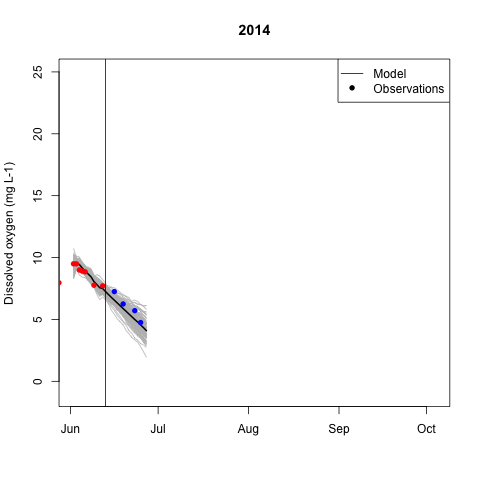 2014
Dissolved oxygen (mg L-1)
25
20
15
10
5
0
Model
Observations
Jun
Jul
Aug
Sep
Oct